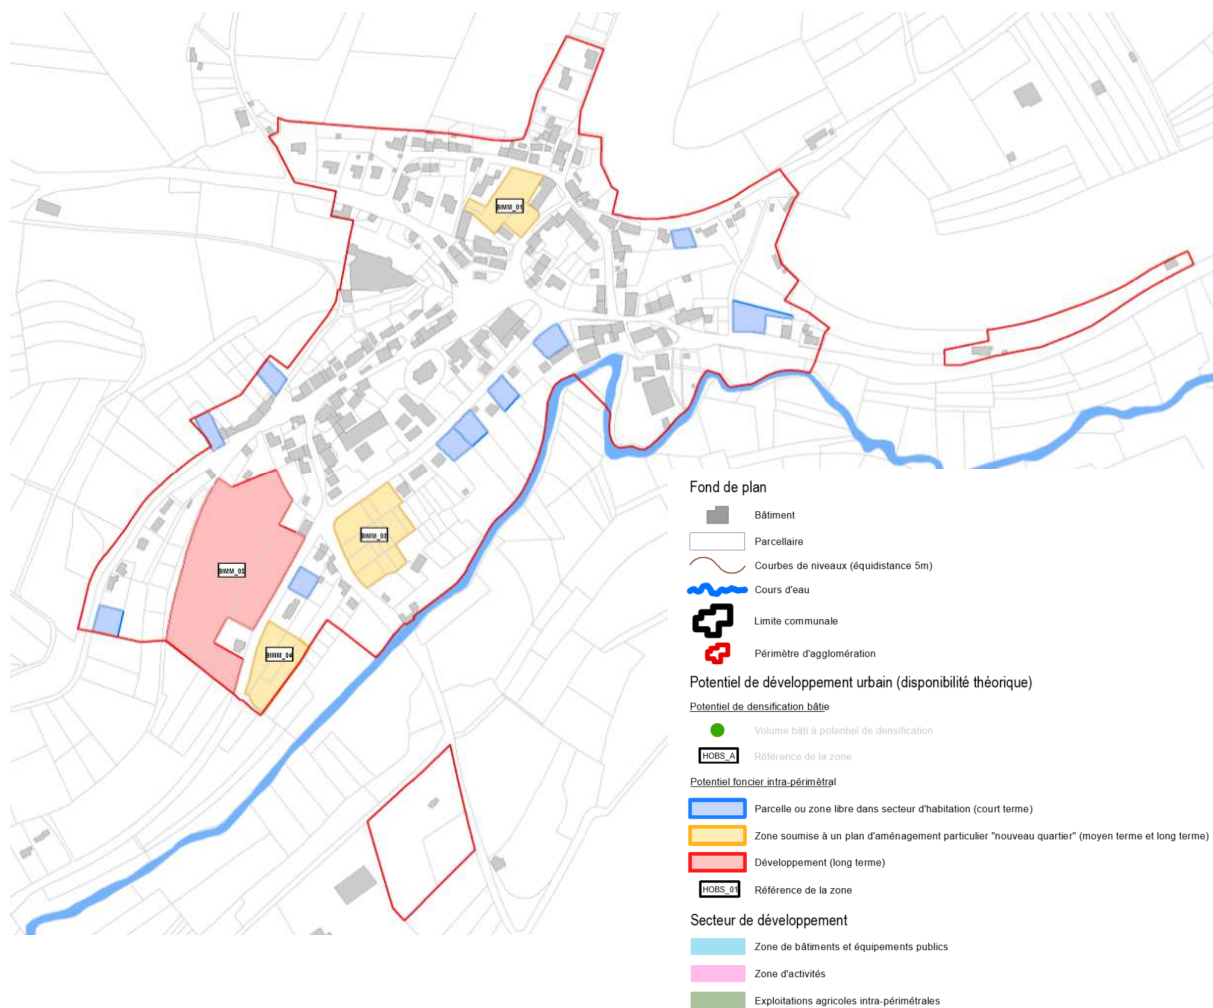 BIMM_01
BIMM_03
BIMM_02
BIMM_04
Fond de plan
Bâtiment
Parcellaire
Courbes de niveaux (équidistance 5m)
Cours d'eau
Limite communale
Périmètre d'agglomération
Potentiel de développement urbain (disponibilité théorique)
Potentiel de densification bâtie
Volume bâti à potentiel de densification
HOBS_A Référence de la zone
Potentiel foncier intra-périmètral
Parcelle ou zone libre dans secteur d'habitation (court terme)
Zone soumise à un plan d'aménagement particulier "nouveau quartier" (moyen terme et long terme)
Développement (long terme)
HOBS_01 Référence de la zone
Secteur de développement
Zone de bâtiments et équipements publics
Zone d'activités
Exploitations agricoles intra-périmétrales